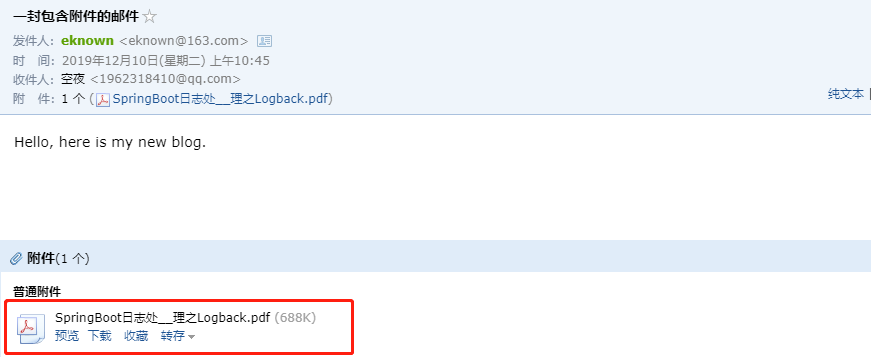 一封包含附件的邮件
发件人: eknown <eknown@163.com>
时 间: 2019年12月10日(星期二) 上午10:45
收件人: 空夜 <1962318410@qq.com>
附 件: 1 个 (SpringBoot日志处__理之Logback.pdf)
纯文本 |
Hello, here is my new blog.
附件(1 个)
普通附件
SpringBoot日志处__理之Logback.pdf (688K)
预览 下载 收藏 转存